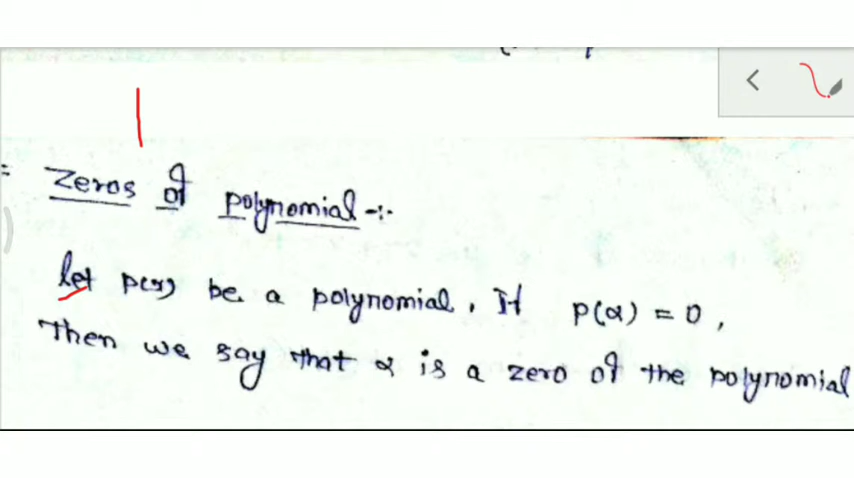 Zeros of polynomial -:-
let p(x) be a polynomial. If p(α) = 0,
Then we say that α is a zero of the polynomial